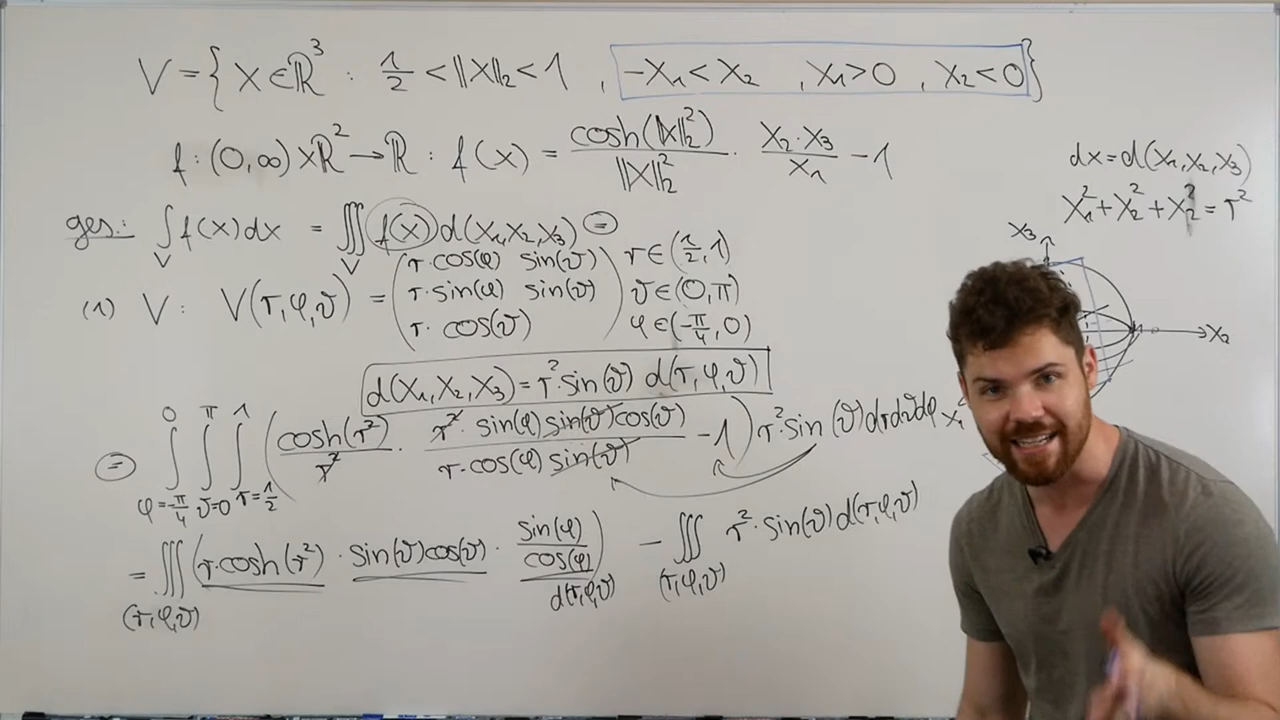 V = { X ∈ ℝ³ : 1/2 < ||X||₂ < 1 , -X₁ < X₂ , X₁ > 0 , X₂ < 0 }
f : (0,∞) × ℝ² → ℝ : f(x) = cosh(||X||₂²) / ||X||₂² · X₂·X₃ / X₁ - 1
dx = d(X₁,X₂,X₃)
X₁² + X₂² + X₂² = r²
ges.: ∫_V f(x)dx = ∭_V f(x) d(X₁,X₂,X₃) =
X₃
X₂
X₁
(1) V : V(r,φ,ϑ) = ( r·cos(φ) sin(ϑ) r ∈ (1/2, 1)
r·sin(φ) sin(ϑ) ϑ ∈ (0,π)
r·cos(ϑ) ) φ ∈ (-π/4, 0)
d(X₁,X₂,X₃) = r² sin(ϑ) d(r,φ,ϑ)
= ∫_{φ=-π/4}^{0} ∫_{ϑ=0}^{π} ∫_{r=1/2}^{1} ( cosh(r²) / r² · r²·sin(φ)sin(ϑ)cos(ϑ) / r·cos(φ) sin(ϑ) - 1 ) r² sin(ϑ) dr dϑ dφ
= ∭_{(r,φ,ϑ)} ( r·cosh(r²) · sin(ϑ)cos(ϑ) · sin(φ) / cos(φ) ) d(r,φ,ϑ) - ∭_{(r,φ,ϑ)} r²·sin(ϑ) d(r,φ,ϑ)